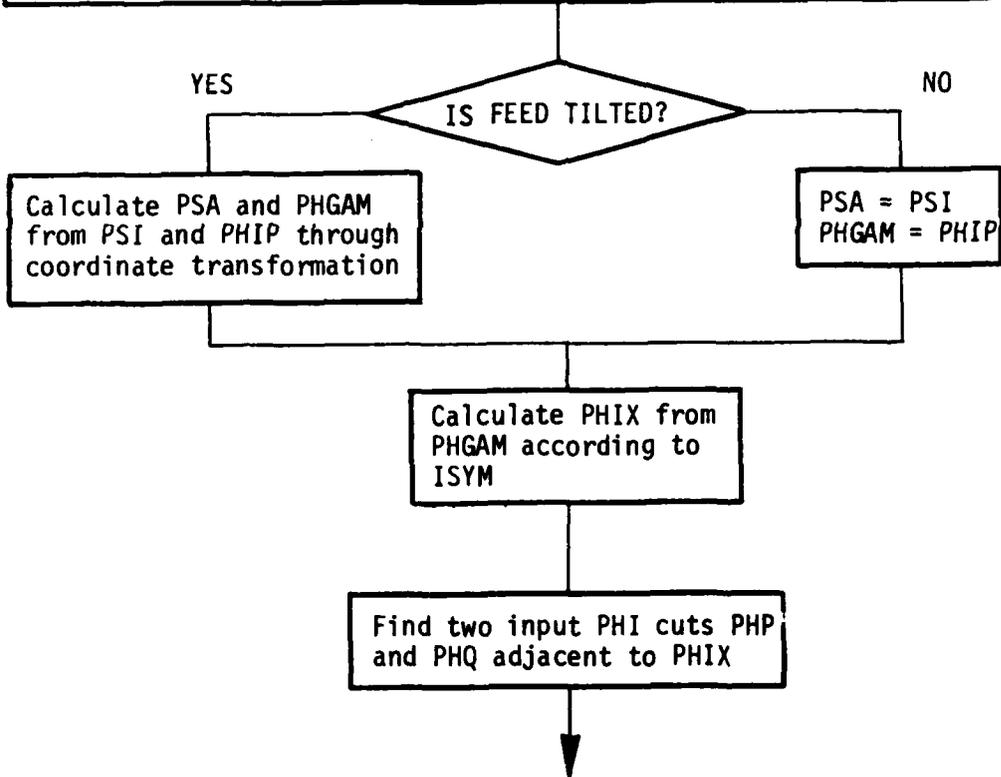 YES
NO
IS FEED TILTED?
Calculate PSA and PHGAM
from PSI and PHIP through
coordinate transformation
PSA = PSI
PHGAM = PHIP
Calculate PHIX from
PHGAM according to
ISYM
Find two input PHI cuts PHP
and PHQ adjacent to PHIX